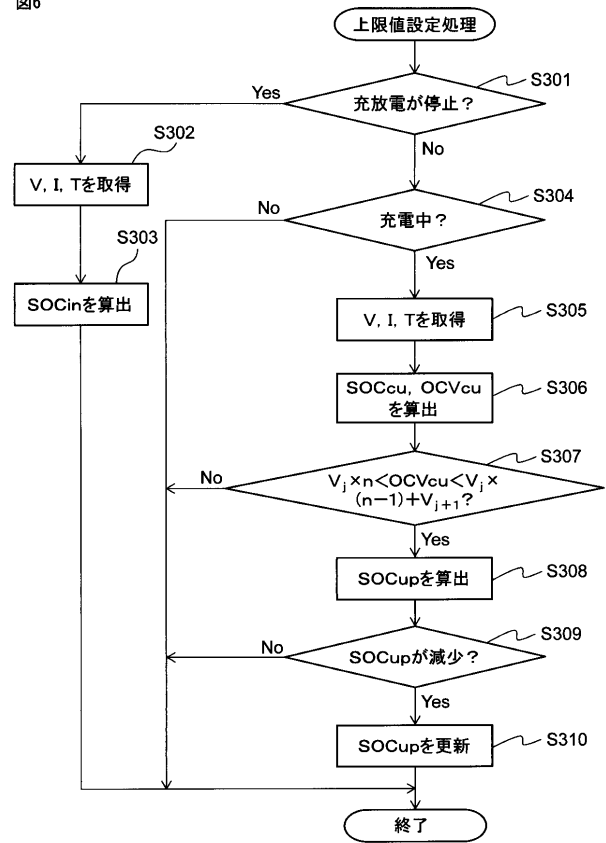 図6
上限値設定処理
S301
充放電が停止？
Yes
No
S302
V, I, Tを取得
S303
SOCinを算出
S304
充電中？
No
Yes
S305
V, I, Tを取得
S306
SOCcu, OCVcu
を算出
S307
Vj×n<OCVcu<Vj×
(n−1)+Vj+1？
No
Yes
S308
SOCupを算出
S309
SOCupが減少？
No
Yes
S310
SOCupを更新
終了